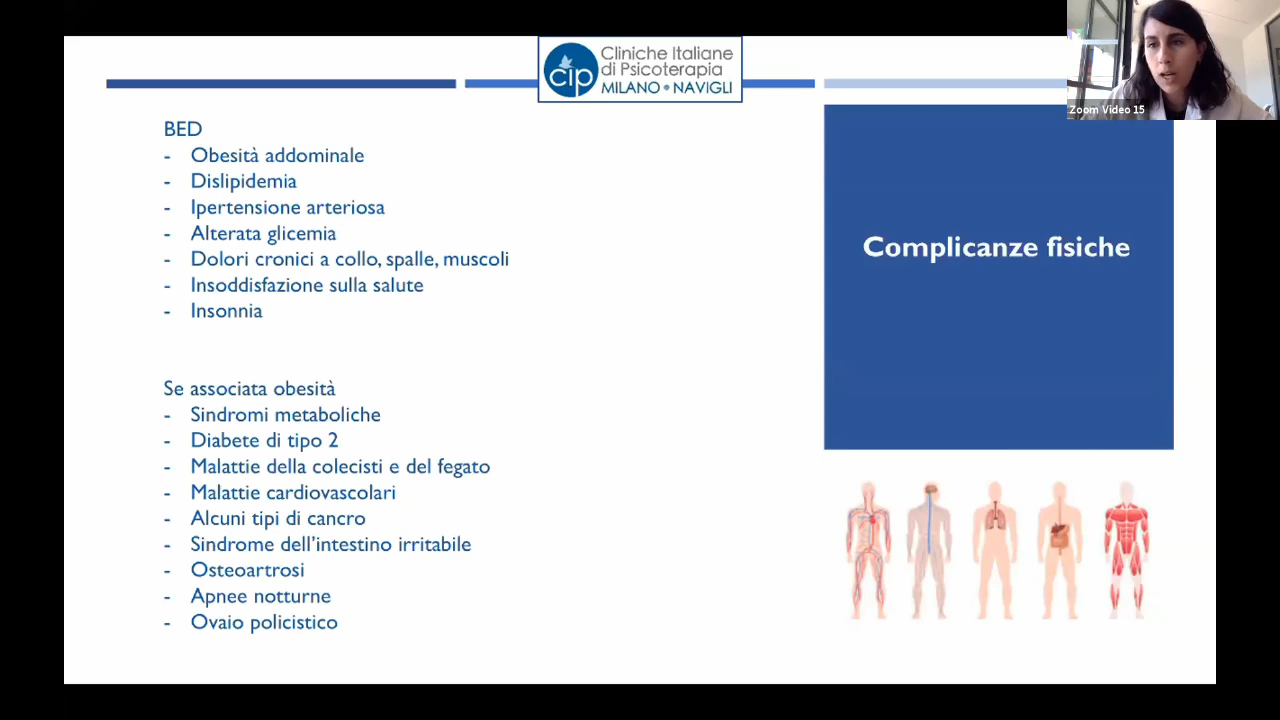 Cliniche Italiane
di Psicoterapia
cip
MILANO • NAVIGLI
Zoom Video 15
BED
- Obesità addominale
- Dislipidemia
- Ipertensione arteriosa
- Alterata glicemia
- Dolori cronici a collo, spalle, muscoli
- Insoddisfazione sulla salute
- Insonnia
Se associata obesità
- Sindromi metaboliche
- Diabete di tipo 2
- Malattie della colecisti e del fegato
- Malattie cardiovascolari
- Alcuni tipi di cancro
- Sindrome dell'intestino irritabile
- Osteoartrosi
- Apnee notturne
- Ovaio policistico
Complicanze fisiche